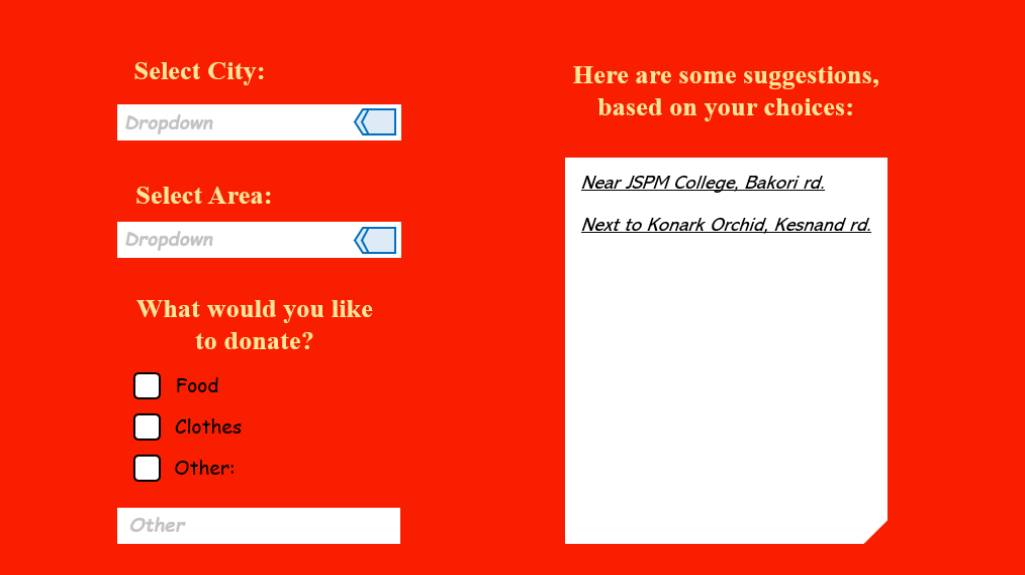 Select City:
Dropdown
Select Area:
Dropdown
What would you like
to donate?
Food
Clothes
Other:
Other
Here are some suggestions,
based on your choices:
Near JSPM College, Bakori rd.
Next to Konark Orchid, Kesnand rd.